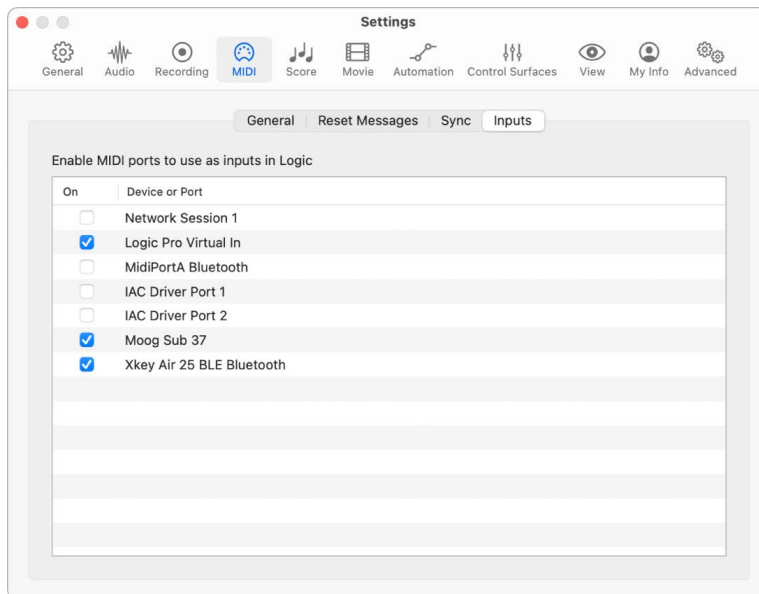 Settings
General Audio Recording MIDI Score Movie Automation Control Surfaces View My Info Advanced
General Reset Messages Sync Inputs
Enable MIDI ports to use as inputs in Logic
On Device or Port
Network Session 1
Logic Pro Virtual In
MidiPortA Bluetooth
IAC Driver Port 1
IAC Driver Port 2
Moog Sub 37
Xkey Air 25 BLE Bluetooth